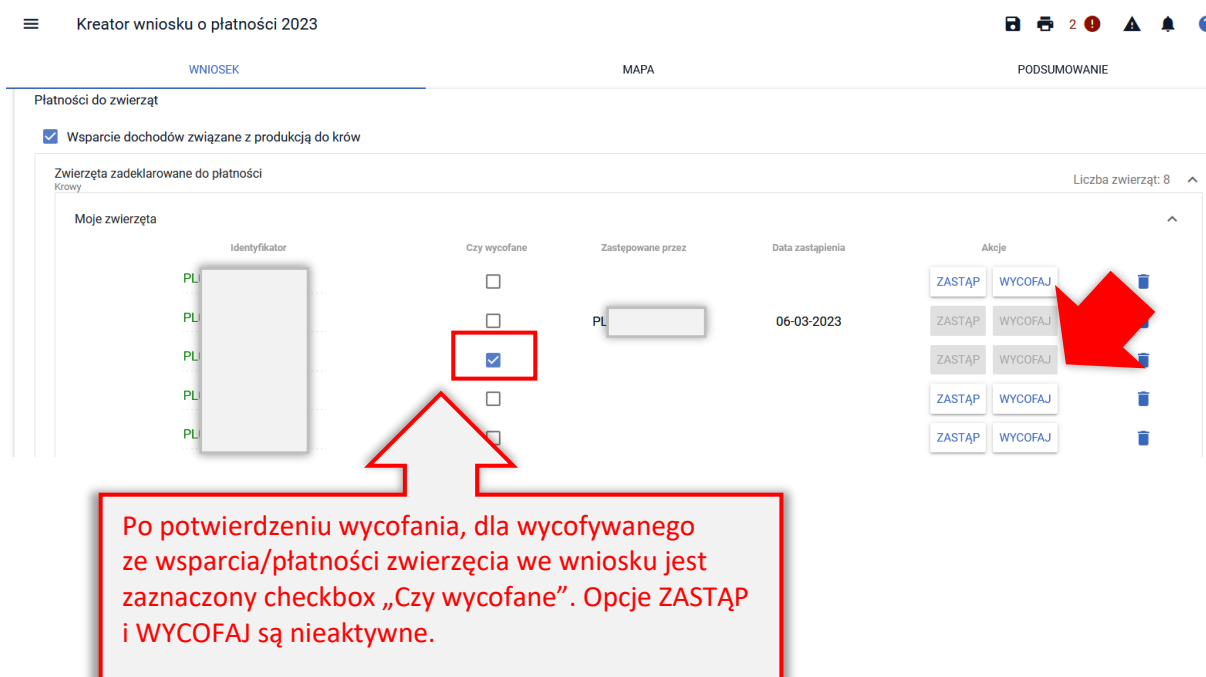 Kreator wniosku o płatności 2023
2
WNIOSEK MAPA PODSUMOWANIE
Płatności do zwierząt
Wsparcie dochodów związane z produkcją do krów
Zwierzęta zadeklarowane do płatności
Krowy
Liczba zwierząt: 8
Moje zwierzęta
Identyfikator Czy wycofane Zastępowane przez Data zastąpienia Akcje
PL ZASTĄP WYCOFAJ
PL PL 06-03-2023 ZASTĄP WYCOFAJ
PL ZASTĄP WYCOFAJ
PL ZASTĄP WYCOFAJ
PL ZASTĄP WYCOFAJ
Po potwierdzeniu wycofania, dla wycofywanego
ze wsparcia/płatności zwierzęcia we wniosku jest
zaznaczony checkbox „Czy wycofane”. Opcje ZASTĄP
i WYCOFAJ są nieaktywne.